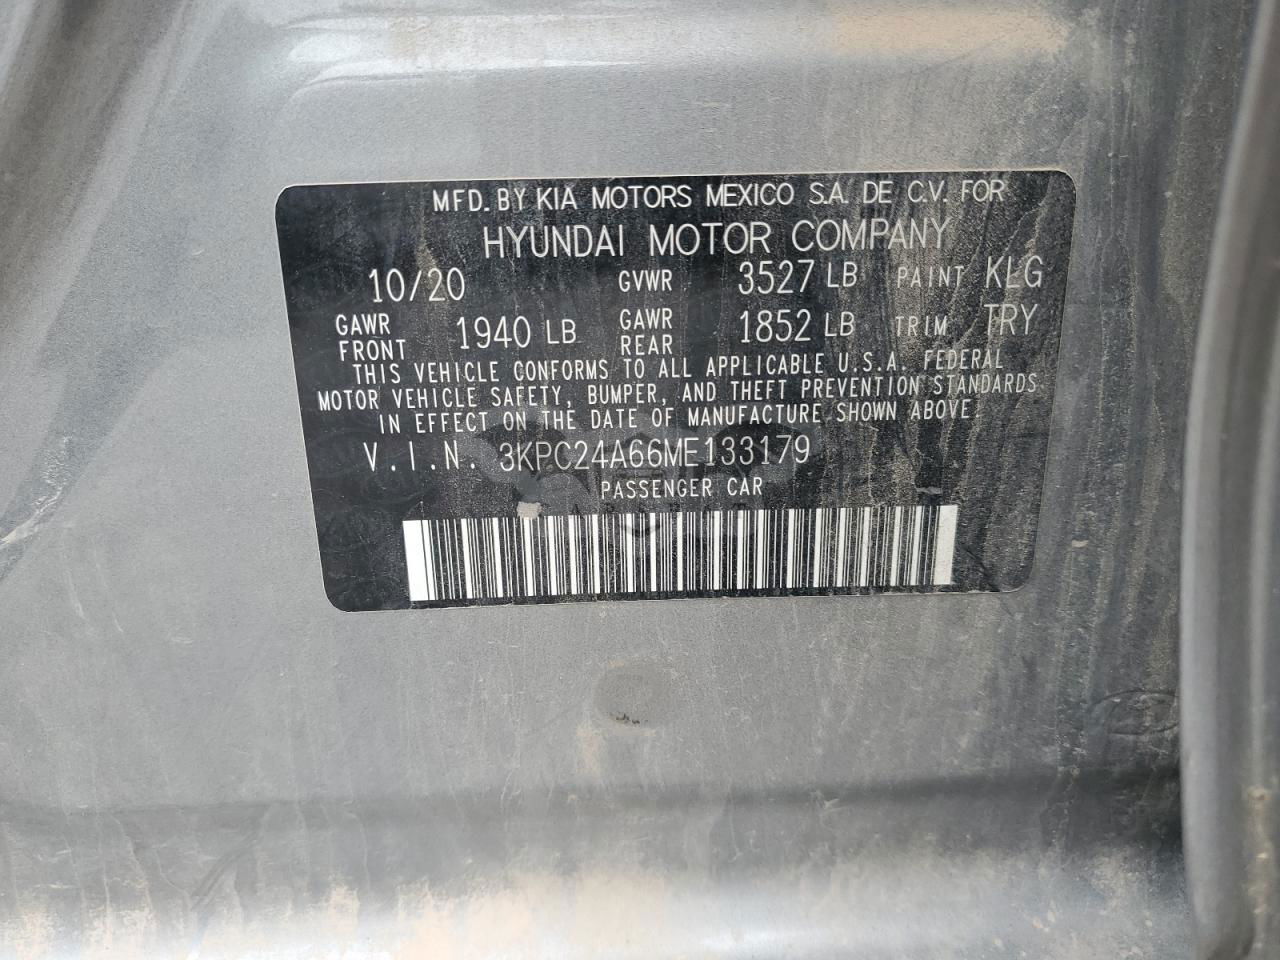 MFD. BY KIA MOTORS MEXICO S.A. DE C.V. FOR
HYUNDAI MOTOR COMPANY
10/20 GVWR 3527 LB PAINT KLG
GAWR FRONT 1940 LB GAWR REAR 1852 LB TRIM TRY
THIS VEHICLE CONFORMS TO ALL APPLICABLE U.S.A. FEDERAL
MOTOR VEHICLE SAFETY, BUMPER, AND THEFT PREVENTION STANDARDS
IN EFFECT ON THE DATE OF MANUFACTURE SHOWN ABOVE.
V.I.N. 3KPC24A66ME133179
PASSENGER CAR